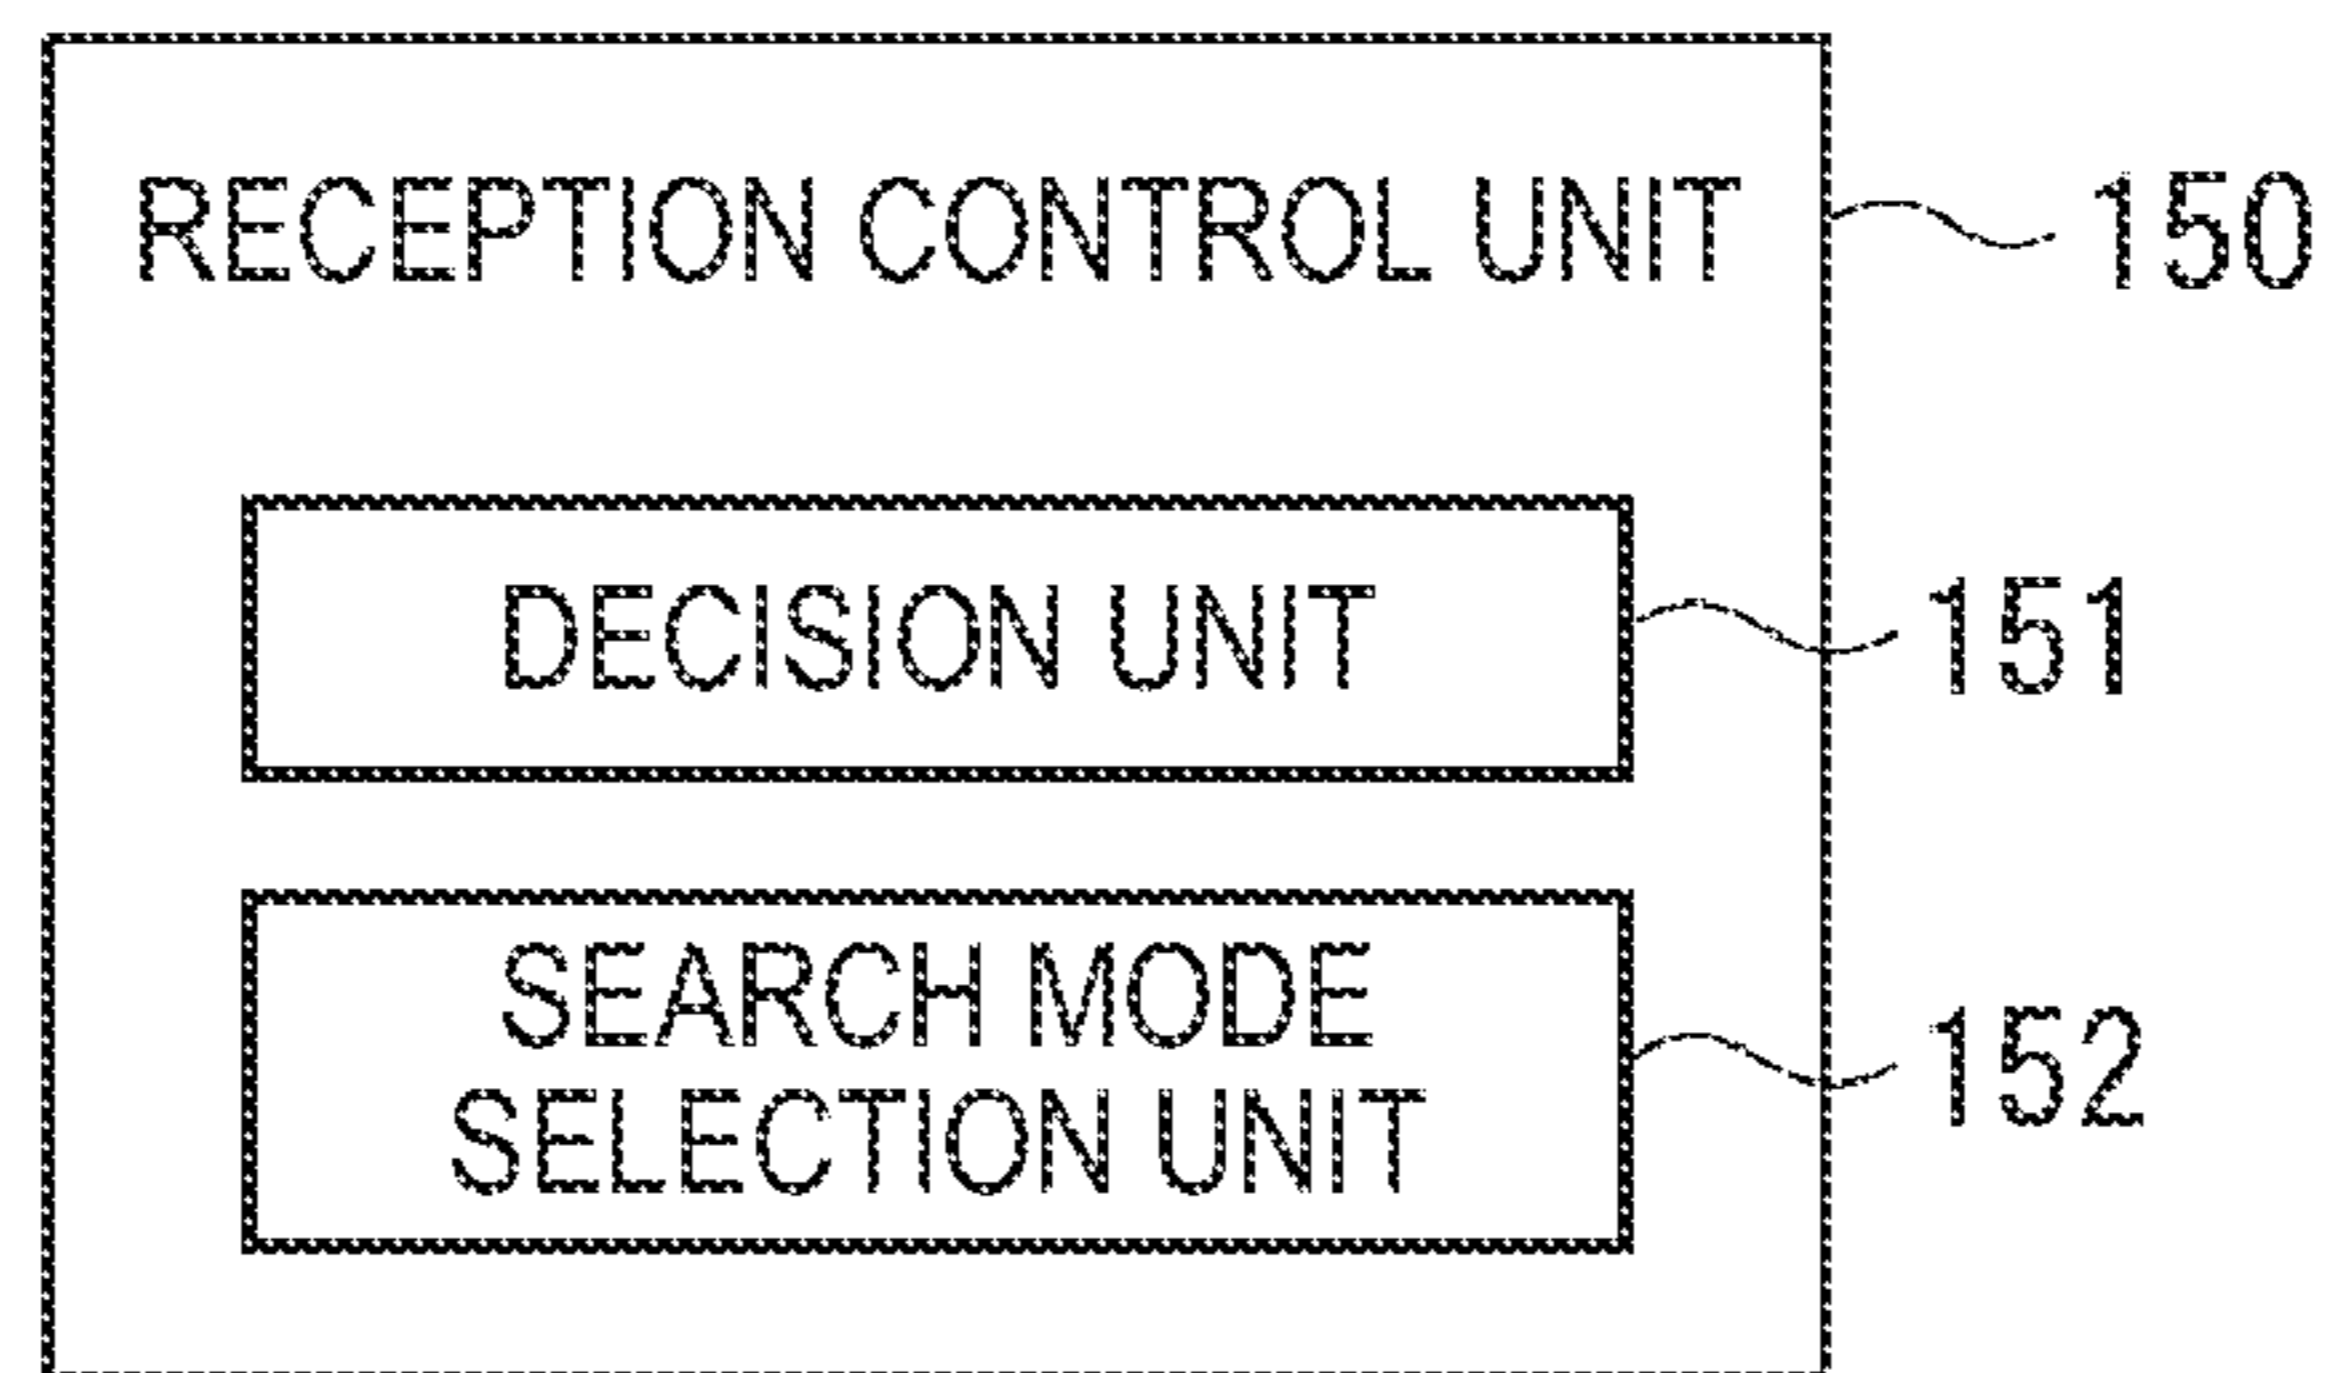 RECEPTION CONTROL UNIT
150
DECISION UNIT
151
SEARCH MODE
SELECTION UNIT
152